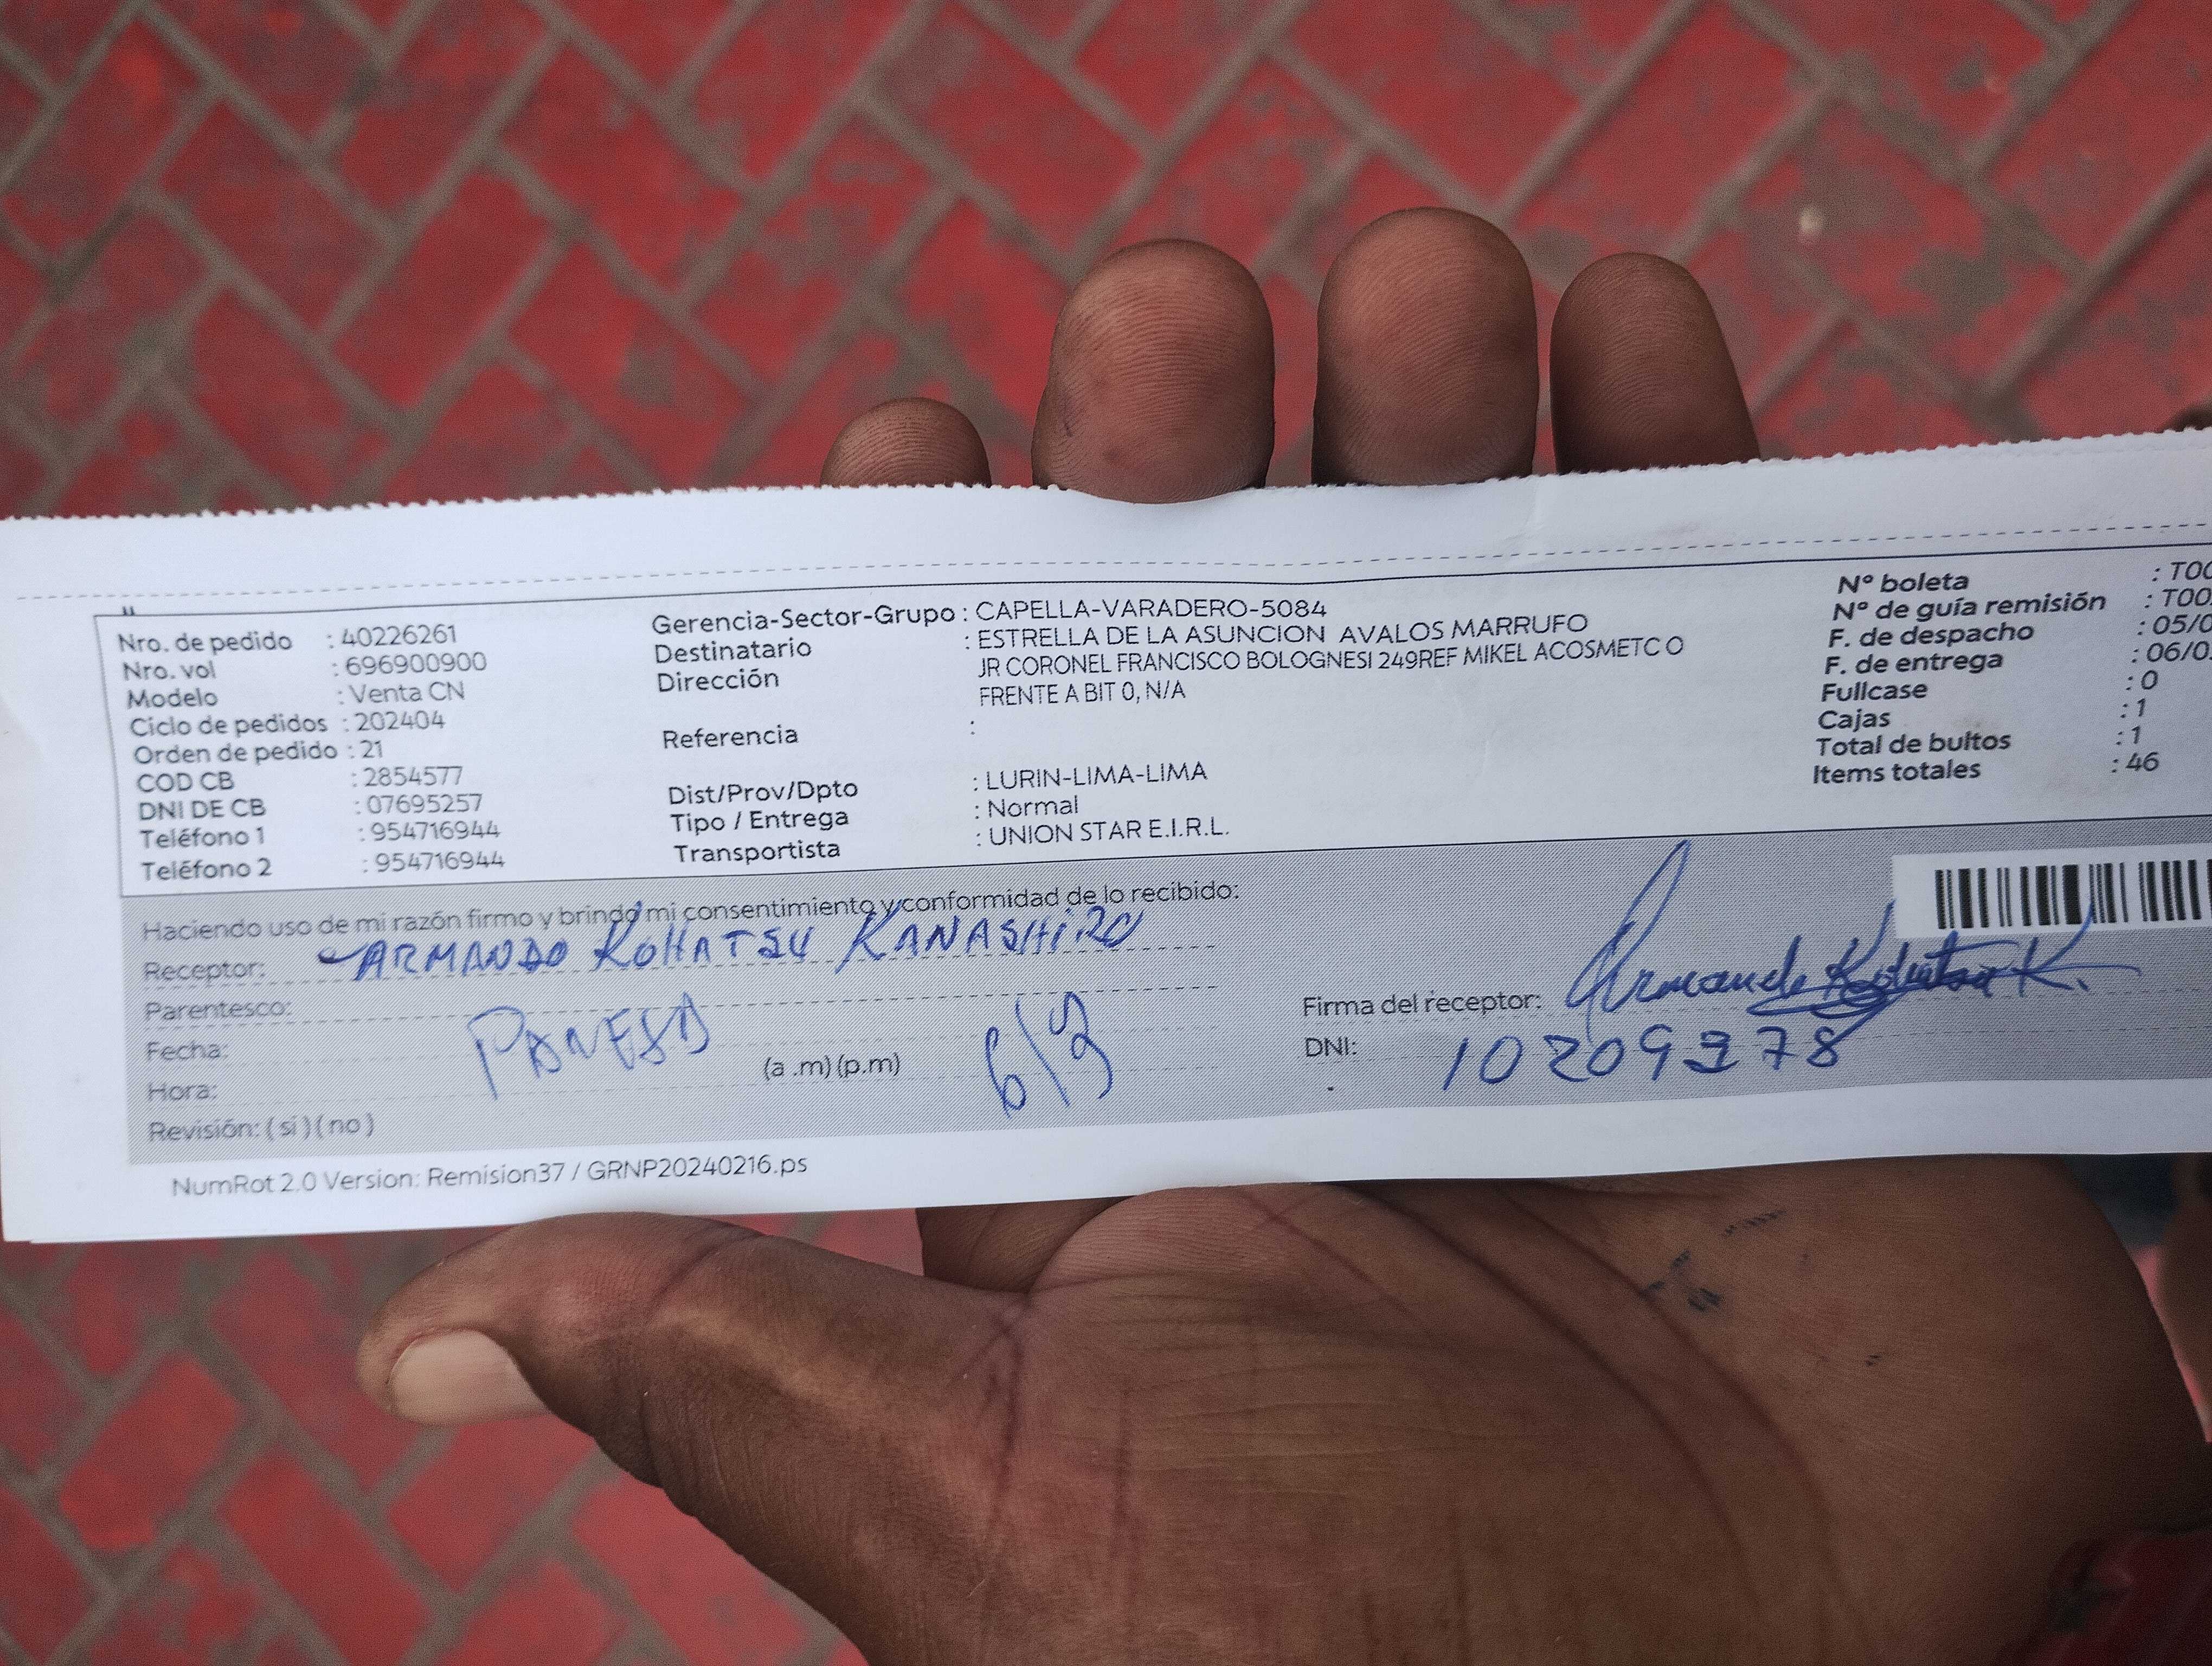 Nro. de pedido : 40226261
Nro. vol : 696900900
Modelo : Venta CN
Ciclo de pedidos : 202404
Orden de pedido : 21
COD CB : 2854577
DNI DE CB : 07695257
Teléfono 1 : 954716944
Teléfono 2 : 954716944
Gerencia-Sector-Grupo : CAPELLA-VARADERO-5084
Destinatario : ESTRELLA DE LA ASUNCION AVALOS MARRUFO
Dirección JR CORONEL FRANCISCO BOLOGNESI 249REF MIKEL ACOSMETC O
FRENTE A BIT 0, N/A
Referencia :
Dist/Prov/Dpto : LURIN-LIMA-LIMA
Tipo / Entrega : Normal
Transportista : UNION STAR E.I.R.L.
Nº boleta : T00
Nº de guía remisión : T00
F. de despacho : 05/0
F. de entrega : 06/0
Fullcase : 0
Cajas : 1
Total de bultos : 1
Items totales : 46
Haciendo uso de mi razón firmo y brindo mi consentimiento y conformidad de lo recibido:
Receptor: ARMANDO KOHATSU KANASHIRO
Parentesco:
Fecha:
Hora: (a .m) (p.m) 6/3
Revisión: ( si ) ( no )
Firma del receptor: Armando Kohatsu K.
DNI: 10209278
NumRot 2.0 Version: Remision37 / GRNP20240216.ps